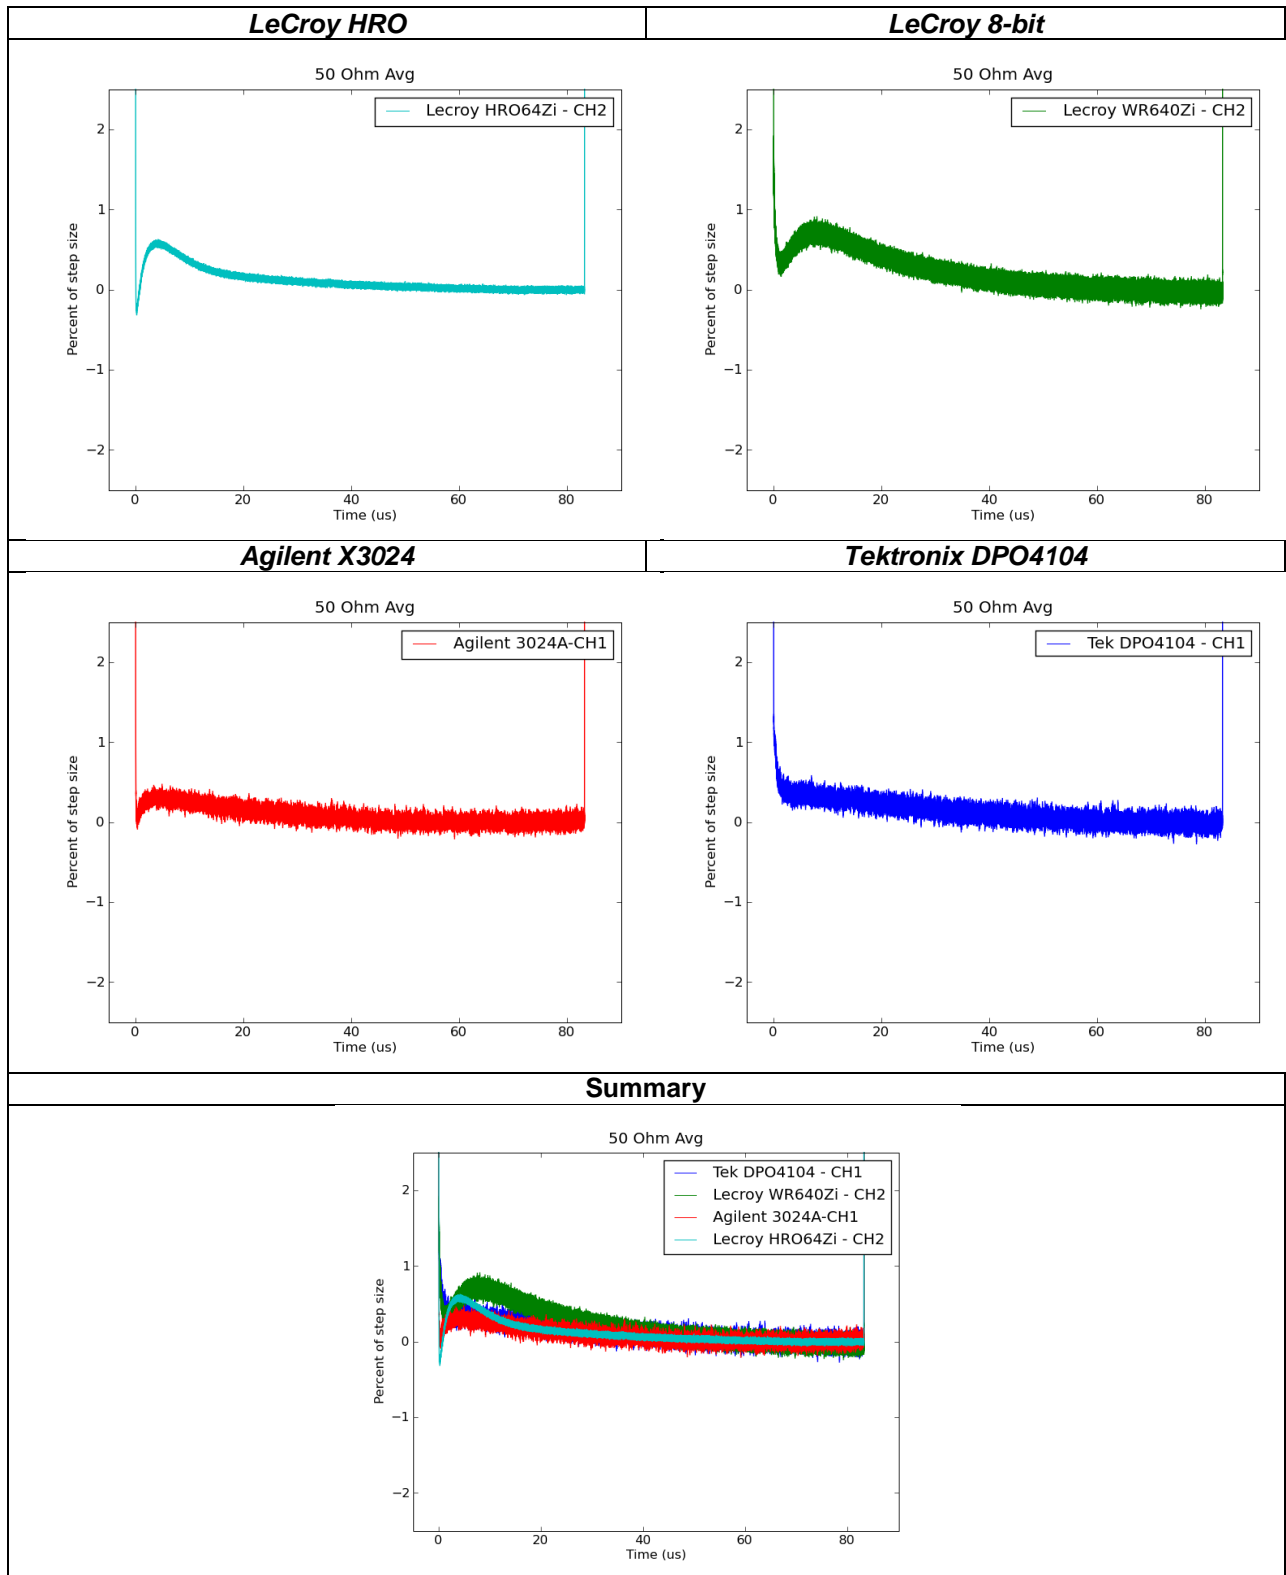 LeCroy HRO
LeCroy 8-bit
50 Ohm Avg
Lecroy HRO64Zi - CH2
2
1
0
−1
−2
Percent of step size
0 20 40 60 80
Time (us)
50 Ohm Avg
Lecroy WR640Zi - CH2
2
1
0
−1
−2
Percent of step size
0 20 40 60 80
Time (us)
Agilent X3024
Tektronix DPO4104
50 Ohm Avg
Agilent 3024A-CH1
2
1
0
−1
−2
Percent of step size
0 20 40 60 80
Time (us)
50 Ohm Avg
Tek DPO4104 - CH1
2
1
0
−1
−2
Percent of step size
0 20 40 60 80
Time (us)
Summary
50 Ohm Avg
Tek DPO4104 - CH1
Lecroy WR640Zi - CH2
Agilent 3024A-CH1
Lecroy HRO64Zi - CH2
2
1
0
−1
−2
Percent of step size
0 20 40 60 80
Time (us)